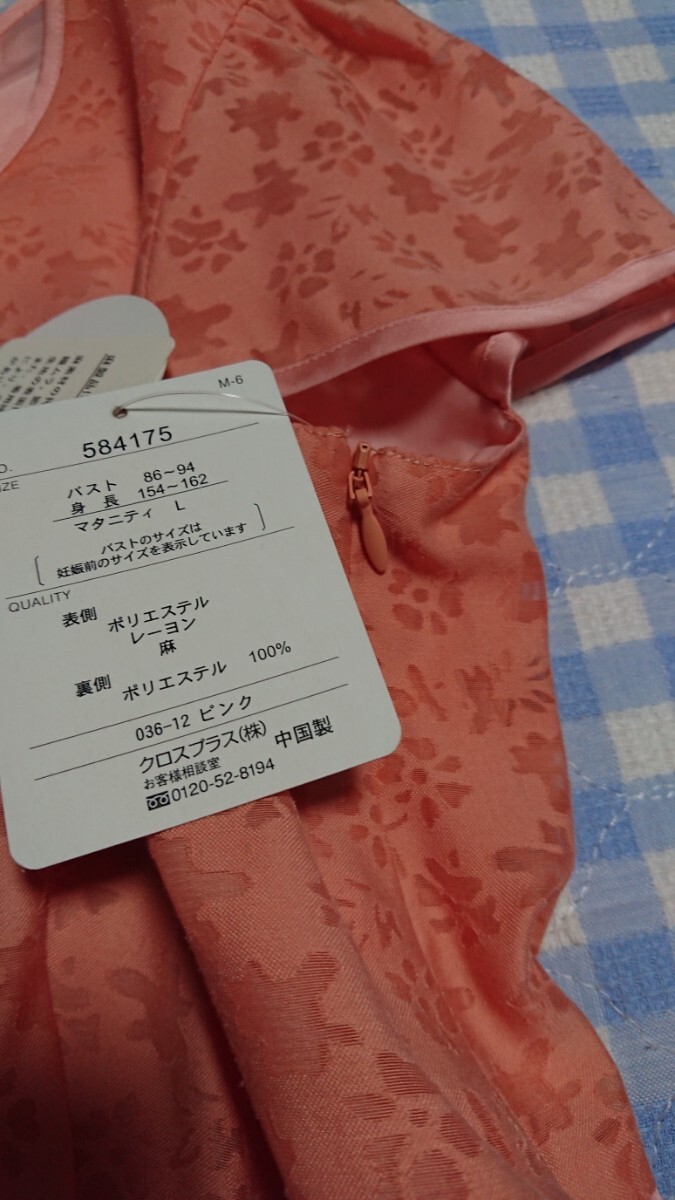 M-6
O. 584175
IZE
バスト 86～94
身長 154～162
マタニティ L
バストのサイズは
妊娠前のサイズを表示しています
QUALITY
表側 ポリエステル
レーヨン
麻
裏側 ポリエステル 100%
036-12 ピンク
クロスプラス(株) 中国製
お客様相談室
0120-52-8194